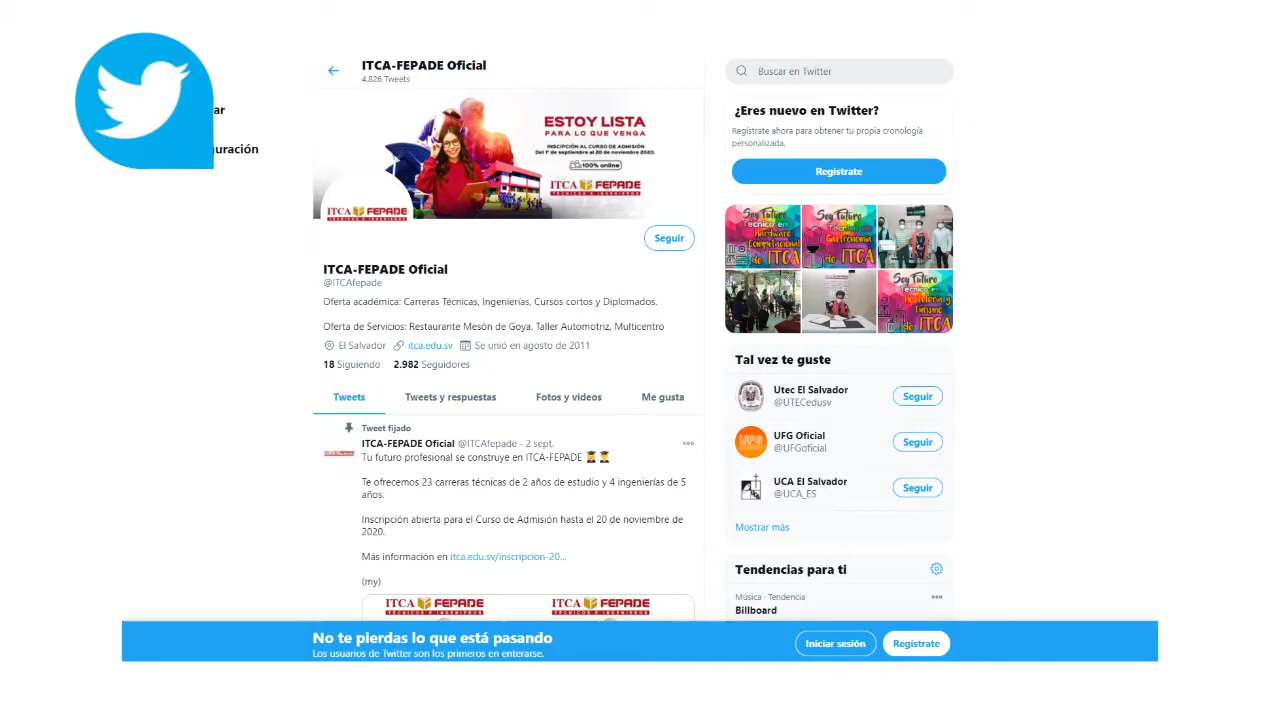 ar
guración
ITCA-FEPADE Oficial
4.826 Tweets
ESTOY LISTA
PARA LO QUE VENGA
INSCRIPCIÓN AL CURSO DE ADMISIÓN
Del 1° de septiembre al 20 de noviembre 2020.
100% online
ITCA FEPADE
TÉCNICOS E INGENIEROS
ITCA FEPADE
TÉCNICOS E INGENIEROS
Seguir
ITCA-FEPADE Oficial
@ITCAfepade
Oferta académica: Carreras Técnicas, Ingenierías, Cursos cortos y Diplomados.
Oferta de Servicios: Restaurante Mesón de Goya, Taller Automotriz, Multicentro
El Salvador itca.edu.sv Se unió en agosto de 2011
18 Siguiendo 2.982 Seguidores
Tweets Tweets y respuestas Fotos y videos Me gusta
Tweet fijado
ITCA-FEPADE Oficial @ITCAfepade · 2 sept.
Tu futuro profesional se construye en ITCA-FEPADE
Te ofrecemos 23 carreras técnicas de 2 años de estudio y 4 ingenierías de 5
años.
Inscripción abierta para el Curso de Admisión hasta el 20 de noviembre de
2020.
Más información en itca.edu.sv/inscripcion-20...
(my)
ITCA FEPADE ITCA FEPADE
TÉCNICOS E INGENIEROS TÉCNICOS E INGENIEROS
Buscar en Twitter
¿Eres nuevo en Twitter?
Regístrate ahora para obtener tu propia cronología
personalizada.
Regístrate
Soy Futuro
Técnico en
Hardware
Computacional
de ITCA
Soy Futuro
Técnico en
Gastronomía
de ITCA
Soy Futuro
Técnico en
Hostelería y
Turismo
de ITCA
Tal vez te guste
Utec El Salvador
@UTECedusv
Seguir
UFG
UFG Oficial
@UFGoficial
Seguir
UCA El Salvador
@UCA_ES
Seguir
Mostrar más
Tendencias para ti
Música · Tendencia
Billboard
No te pierdas lo que está pasando
Los usuarios de Twitter son los primeros en enterarse.
Iniciar sesión
Regístrate